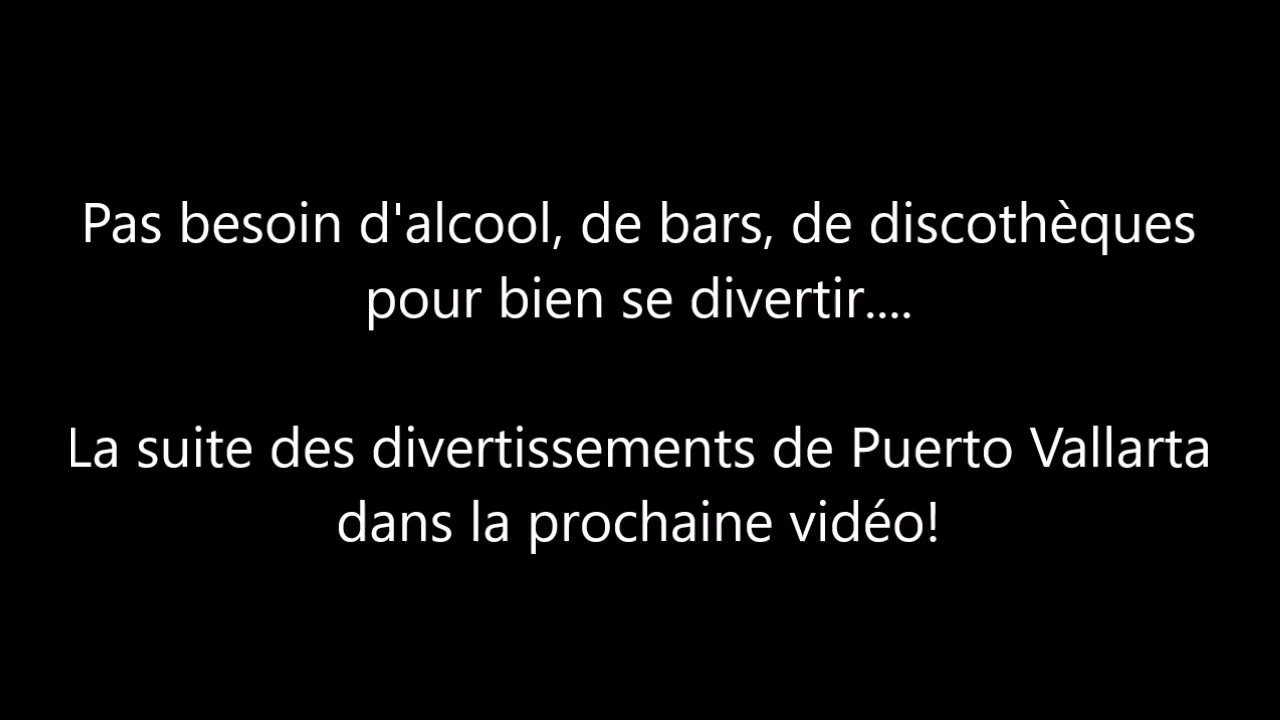 Pas besoin d'alcool, de bars, de discothèques
pour bien se divertir....
La suite des divertissements de Puerto Vallarta
dans la prochaine vidéo!